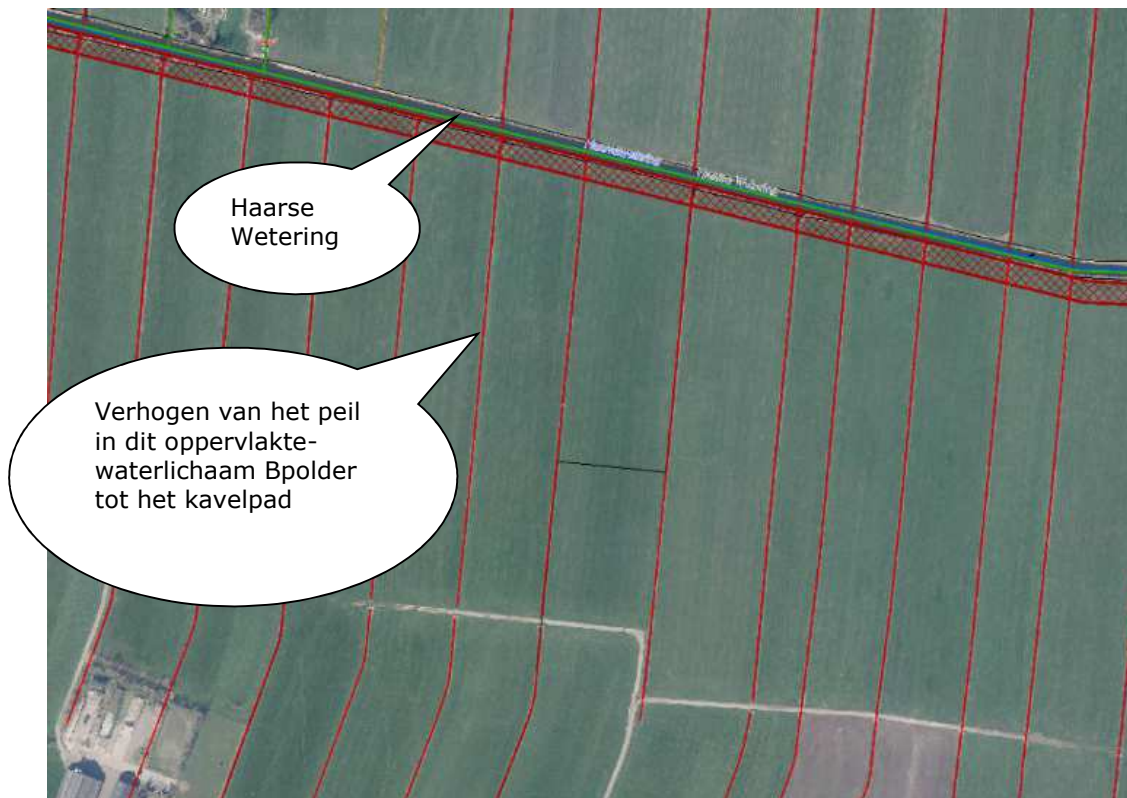 Haarse
Wetering
Verhogen van het peil
in dit oppervlakte-
waterlichaam Bpolder
tot het kavelpad